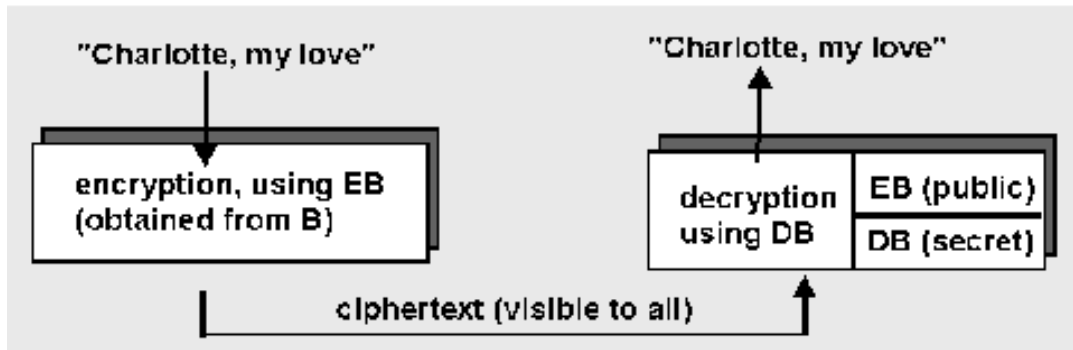 "Charlotte, my love"
encryption, using EB
(obtained from B)
ciphertext (visible to all)
"Charlotte, my love"
decryption
using DB
EB (public)
DB (secret)